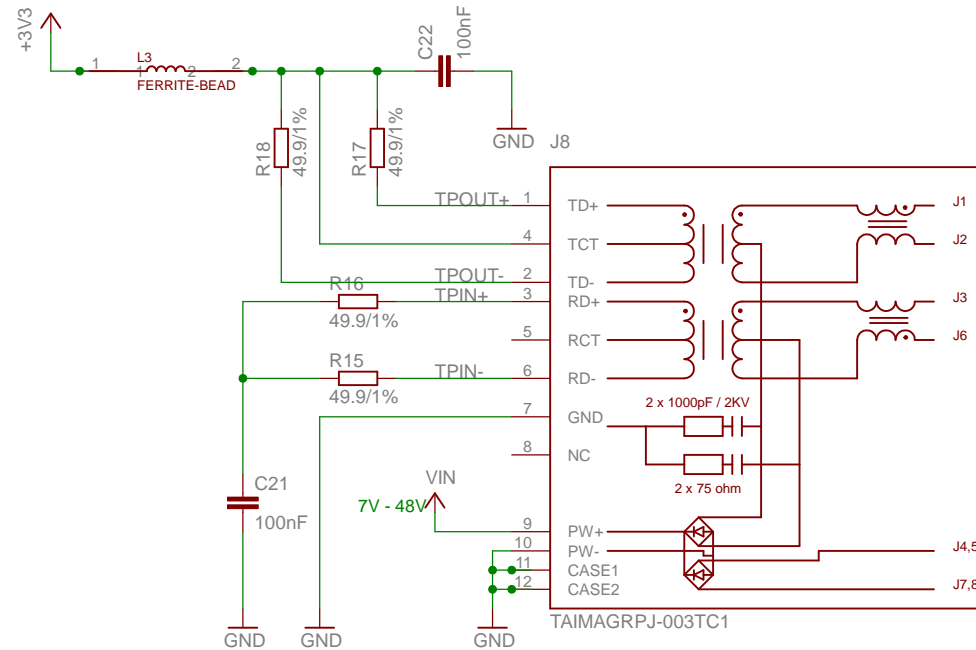 +3V3
1
L3
1
2
2
FERRITE-BEAD
C22
100nF
GND
J8
R18
49.9/1%
R17
49.9/1%
TPOUT+
1
TD+
J1
4
TCT
J2
TPOUT-
2
TD-
R16
TPIN+
3
RD+
J3
49.9/1%
5
RCT
J6
R15
TPIN-
6
RD-
49.9/1%
7
GND
2 x 1000pF / 2KV
8
NC
2 x 75 ohm
C21
100nF
VIN
7V - 48V
9
PW+
10
PW-
J4,5
11
CASE1
12
CASE2
J7,8
GND
GND
GND
TAIMAGRPJ-003TC1